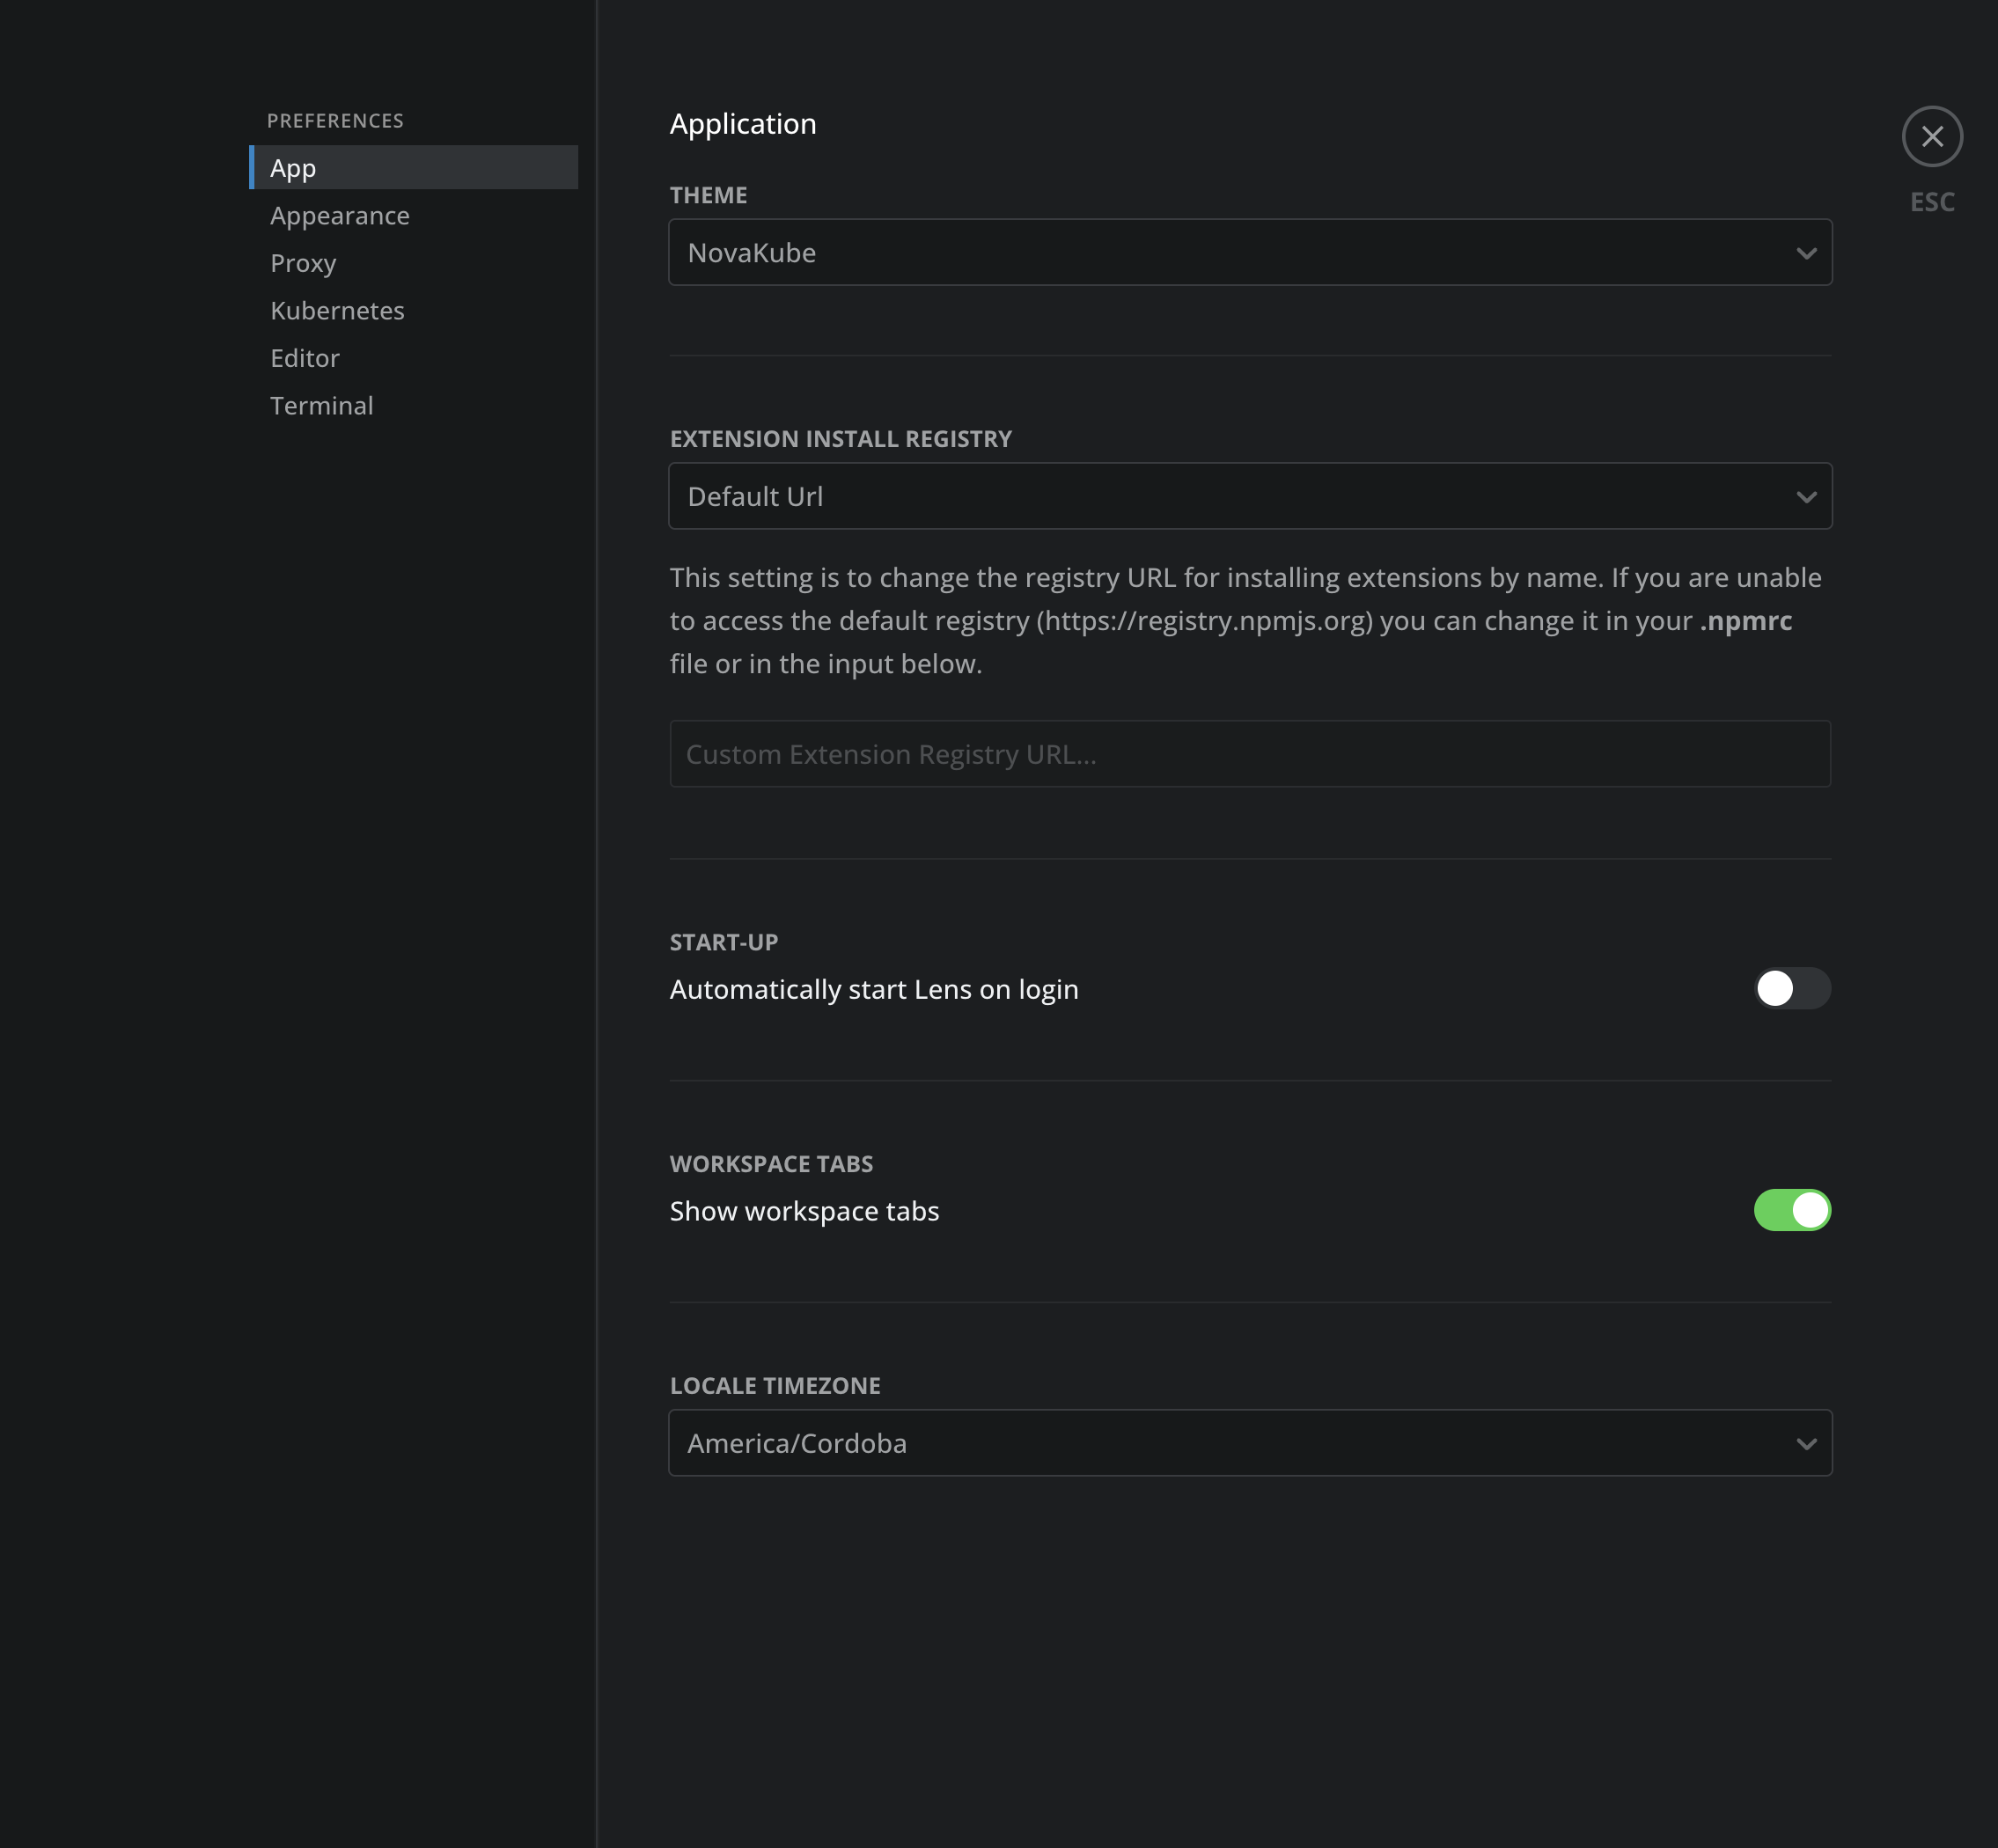 PREFERENCES
App
Appearance
Proxy
Kubernetes
Editor
Terminal
Application
THEME
NovaKube
EXTENSION INSTALL REGISTRY
Default Url
This setting is to change the registry URL for installing extensions by name. If you are unable
to access the default registry (https://registry.npmjs.org) you can change it in your .npmrc
file or in the input below.
Custom Extension Registry URL...
START-UP
Automatically start Lens on login
WORKSPACE TABS
Show workspace tabs
LOCALE TIMEZONE
America/Cordoba
ESC